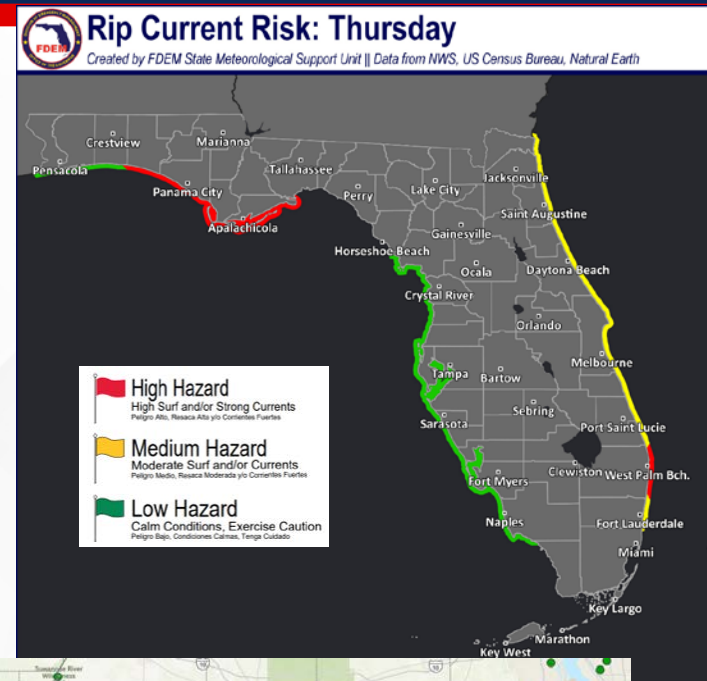 FDEM
Rip Current Risk: Thursday
Created by FDEM State Meteorological Support Unit || Data from NWS, US Census Bureau, Natural Earth
Crestview
Marianna
Pensacola
Tallahassee
Jacksonville
Panama City
Perry
Lake City
Saint Augustine
Apalachicola
Gainesville
Horseshoe Beach
Ocala
Daytona Beach
Crystal River
Orlando
Melbourne
Tampa
Bartow
Sebring
Sarasota
Port Saint Lucie
Clewiston
West Palm Bch.
Fort Myers
Naples
Fort Lauderdale
Miami
Key Largo
Marathon
Key West
High Hazard
High Surf and/or Strong Currents
Peligro Alto, Resaca Alta y/o Corrientes Fuertes
Medium Hazard
Moderate Surf and/or Currents
Peligro Medio, Resaca Moderada y/o Corrientes Fuertes
Low Hazard
Calm Conditions, Exercise Caution
Peligro Bajo, Condiciones Calmas, Tenga Cuidado